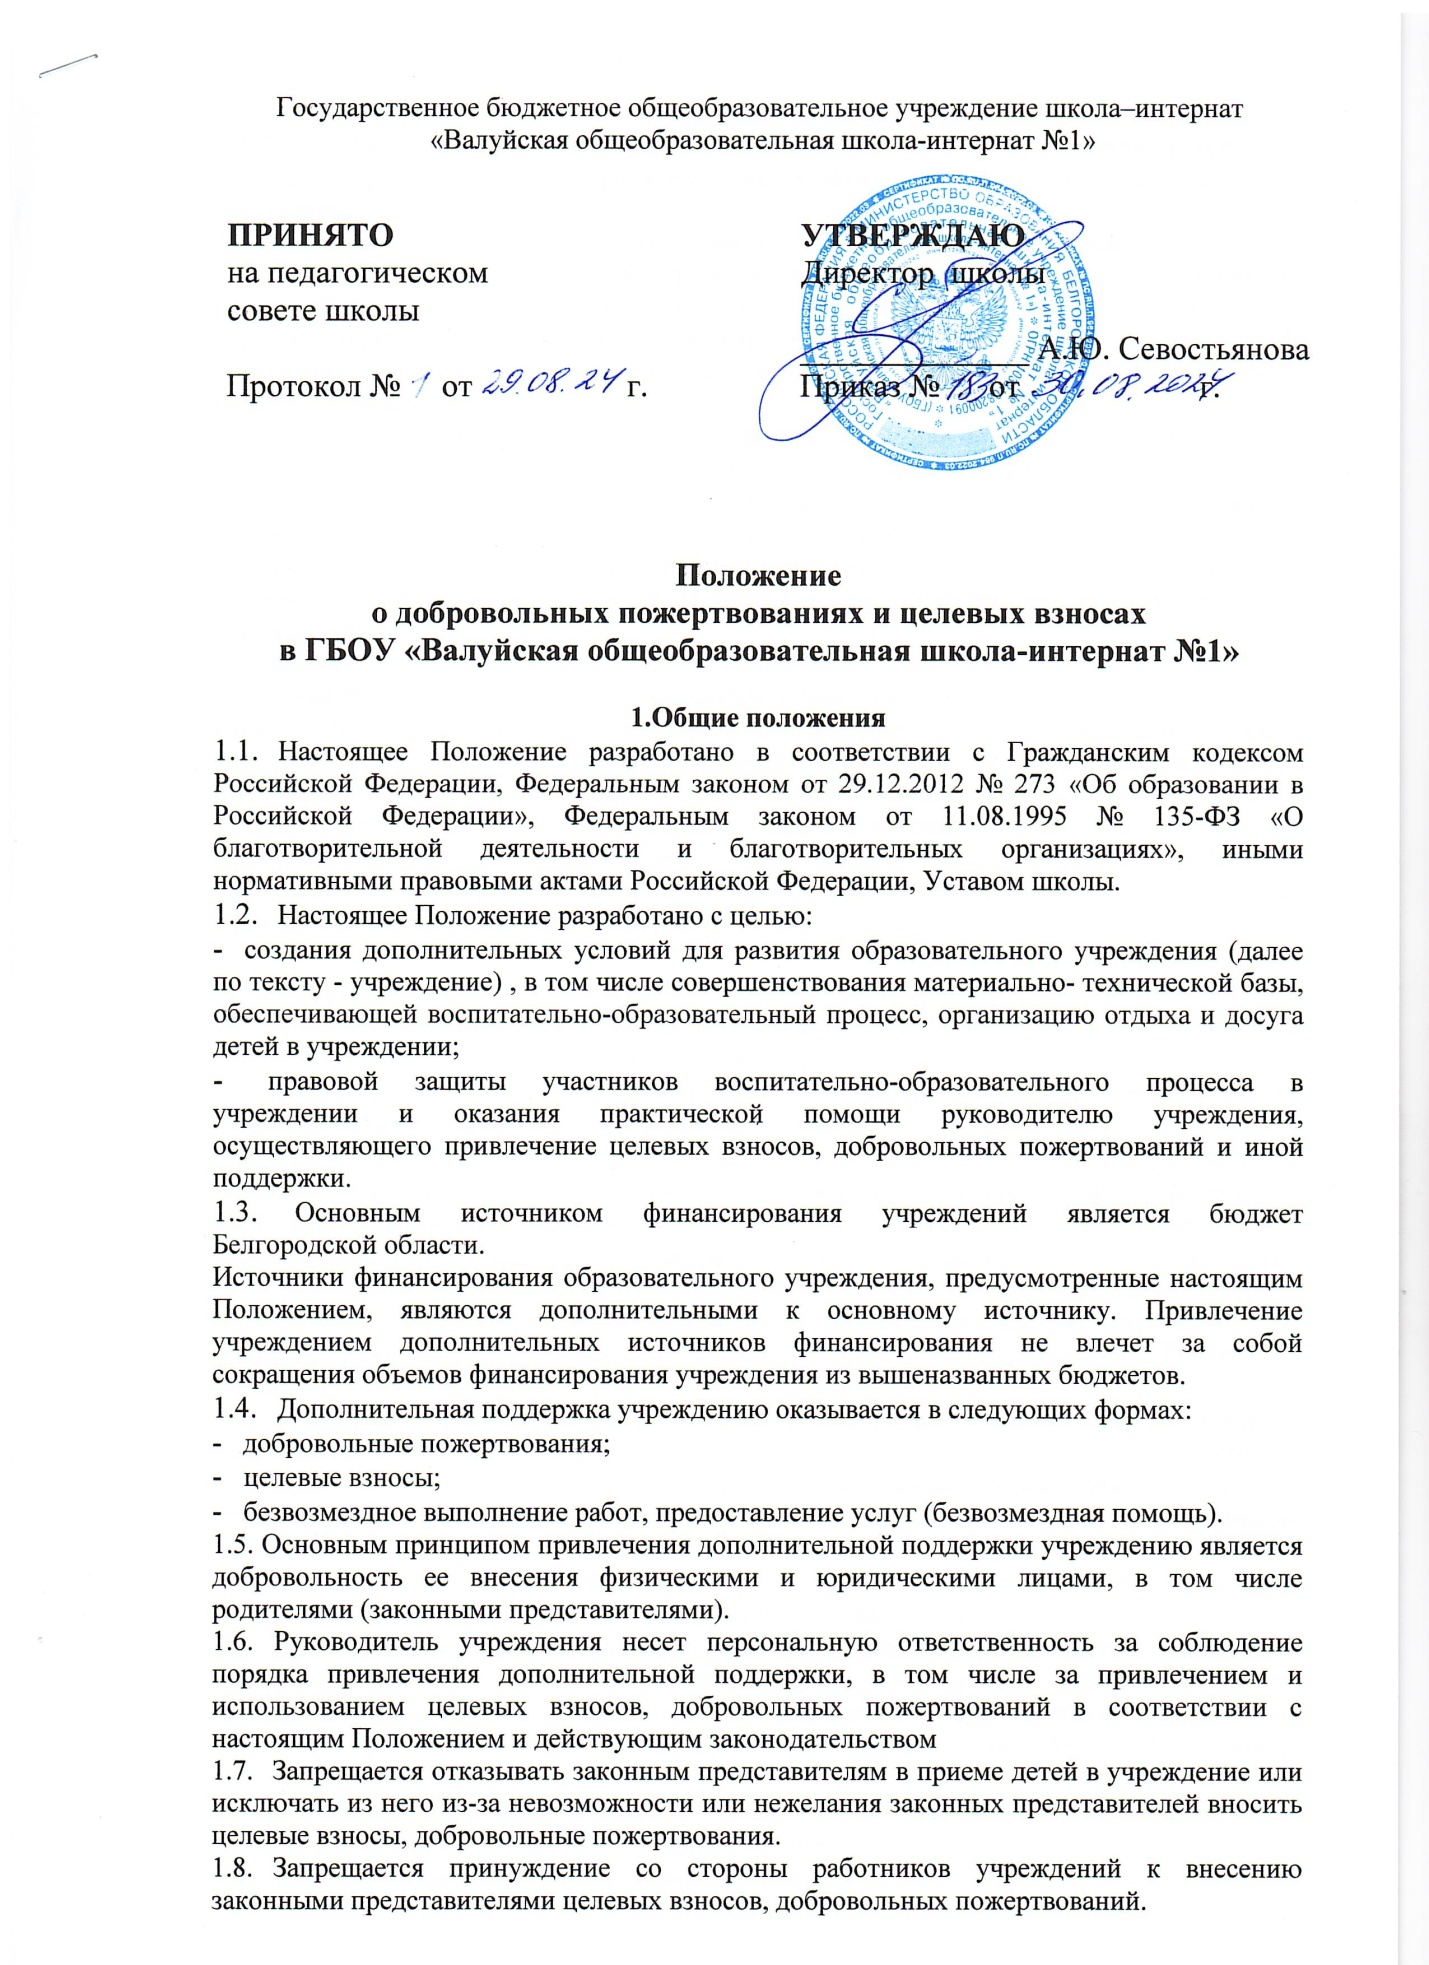 Государственное бюджетное общеобразовательное учреждение школа–интернат
«Валуйская общеобразовательная школа-интернат №1»
ПРИНЯТО
на педагогическом
совете школы
Протокол № 1 от 29.08.24 г.
УТВЕРЖДАЮ
Директор школы
А.Ю. Севостьянова
Приказ № 183 от 30.08.2024 г.
Положение
о добровольных пожертвованиях и целевых взносах
в ГБОУ «Валуйская общеобразовательная школа-интернат №1»
1.Общие положения
1.1. Настоящее Положение разработано в соответствии с Гражданским кодексом
Российской Федерации, Федеральным законом от 29.12.2012 № 273 «Об образовании в
Российской Федерации», Федеральным законом от 11.08.1995 № 135-ФЗ «О
благотворительной деятельности и благотворительных организациях», иными
нормативными правовыми актами Российской Федерации, Уставом школы.
1.2. Настоящее Положение разработано с целью:
- создания дополнительных условий для развития образовательного учреждения (далее
по тексту - учреждение) , в том числе совершенствования материально- технической базы,
обеспечивающей воспитательно-образовательный процесс, организацию отдыха и досуга
детей в учреждении;
- правовой защиты участников воспитательно-образовательного процесса в
учреждении и оказания практической помощи руководителю учреждения,
осуществляющего привлечение целевых взносов, добровольных пожертвований и иной
поддержки.
1.3. Основным источником финансирования учреждений является бюджет
Белгородской области.
Источники финансирования образовательного учреждения, предусмотренные настоящим
Положением, являются дополнительными к основному источнику. Привлечение
учреждением дополнительных источников финансирования не влечет за собой
сокращения объемов финансирования учреждения из вышеназванных бюджетов.
1.4. Дополнительная поддержка учреждению оказывается в следующих формах:
- добровольные пожертвования;
- целевые взносы;
- безвозмездное выполнение работ, предоставление услуг (безвозмездная помощь).
1.5. Основным принципом привлечения дополнительной поддержки учреждению является
добровольность ее внесения физическими и юридическими лицами, в том числе
родителями (законными представителями).
1.6. Руководитель учреждения несет персональную ответственность за соблюдение
порядка привлечения дополнительной поддержки, в том числе за привлечением и
использованием целевых взносов, добровольных пожертвований в соответствии с
настоящим Положением и действующим законодательством
1.7. Запрещается отказывать законным представителям в приеме детей в учреждение или
исключать из него из-за невозможности или нежелания законных представителей вносить
целевые взносы, добровольные пожертвования.
1.8. Запрещается принуждение со стороны работников учреждений к внесению
законными представителями целевых взносов, добровольных пожертвований.